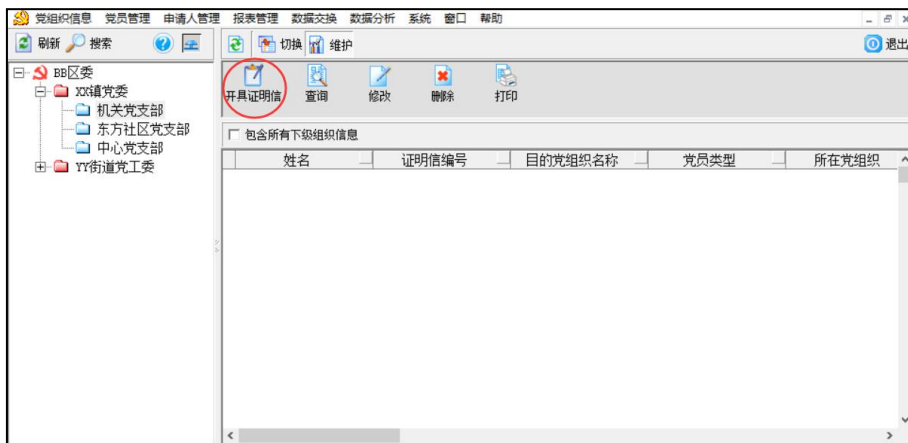 党组织信息 党员管理 申请人管理 报表管理 数据交换 数据分析 系统 窗口 帮助
刷新 搜索 切换 维护 退出
BB区委
XX镇党委
机关党支部
东方社区党支部
中心党支部
YY街道党工委
开具证明信 查询 修改 删除 打印
包含所有下级组织信息
姓名 证明信编号 目的党组织名称 党员类型 所在党组织